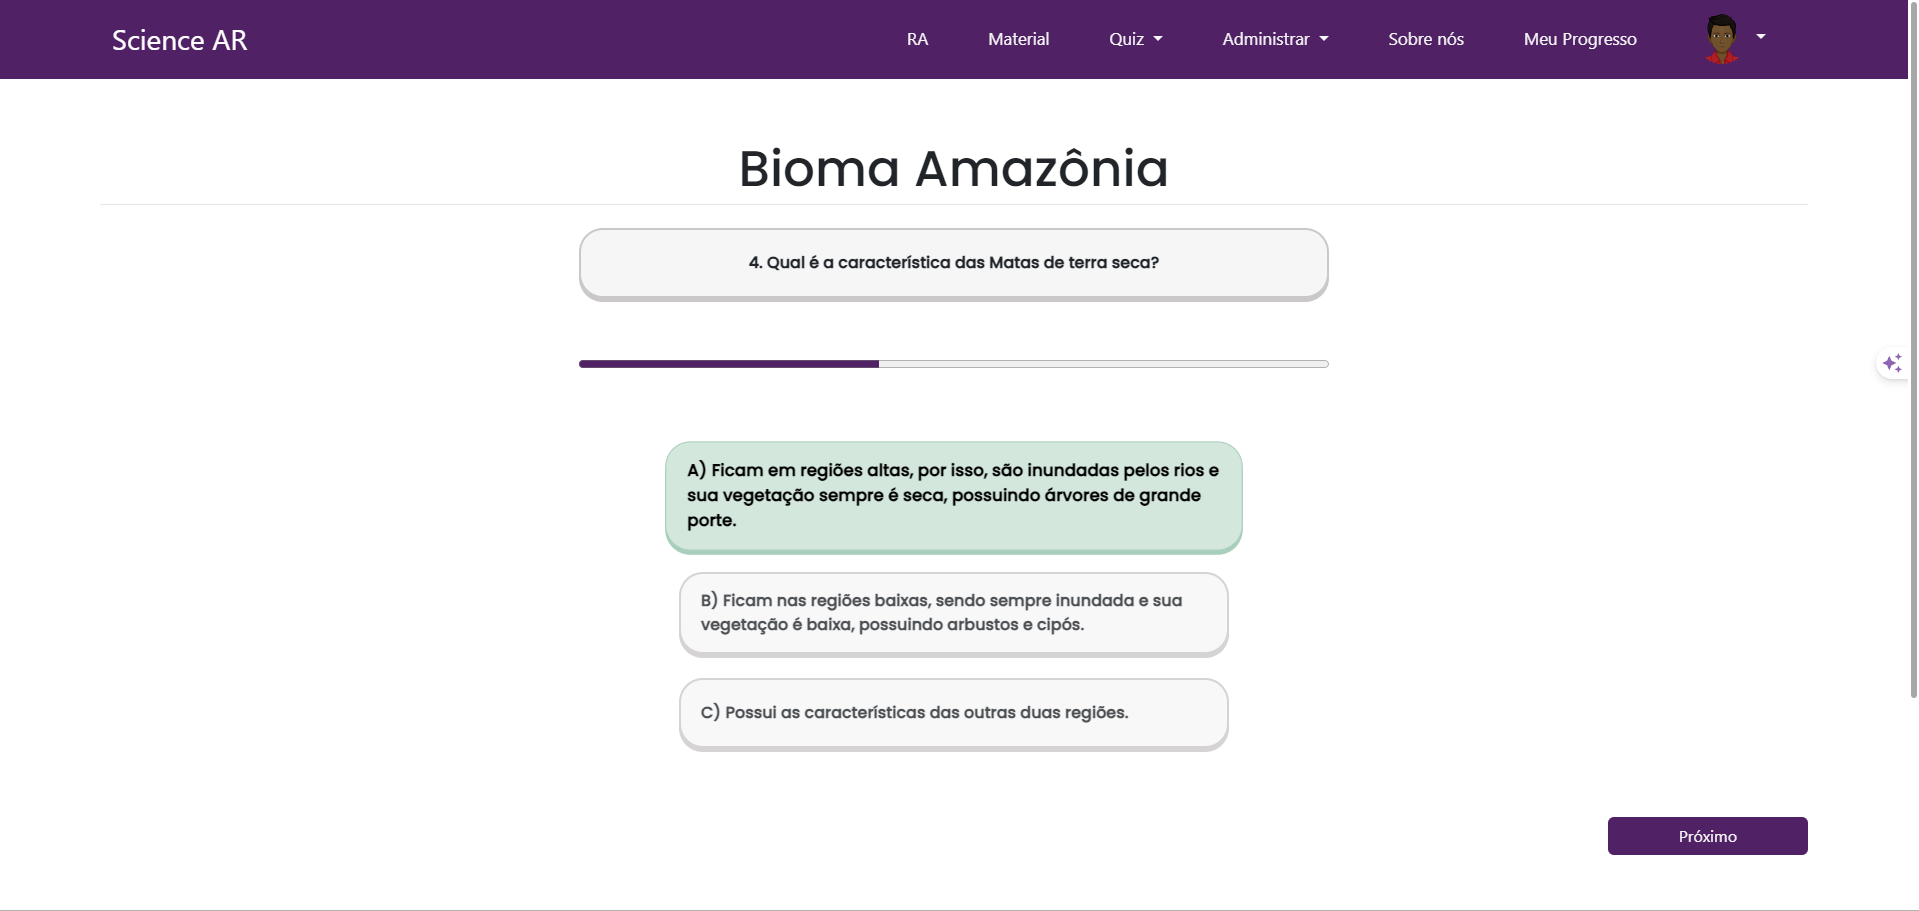 Science AR
RA
Material
Quiz
Administrar
Sobre nós
Meu Progresso
Bioma Amazônia
4. Qual é a característica das Matas de terra seca?
A) Ficam em regiões altas, por isso, são inundadas pelos rios e
sua vegetação sempre é seca, possuindo árvores de grande
porte.
B) Ficam nas regiões baixas, sendo sempre inundada e sua
vegetação é baixa, possuindo arbustos e cipós.
C) Possui as características das outras duas regiões.
Próximo